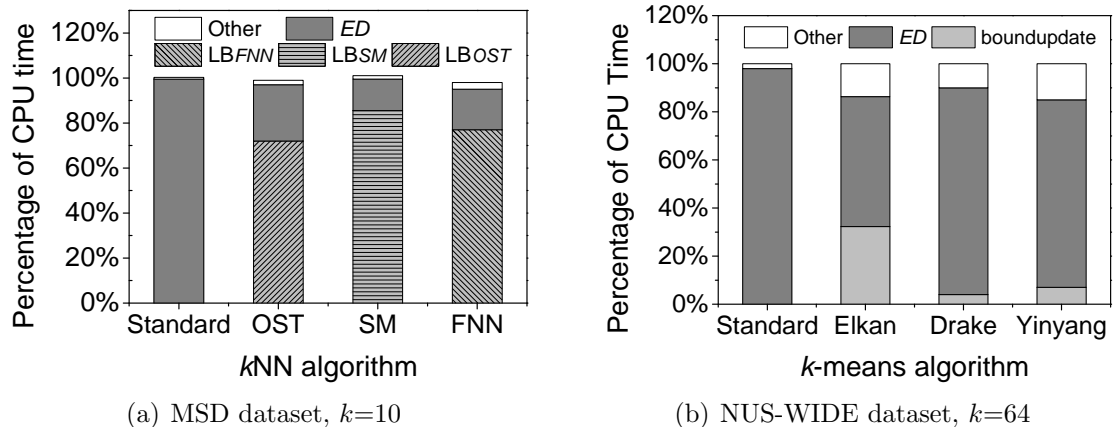 Other ED
LBFNN LBSM LBOST
120%
100%
80%
60%
40%
20%
0%
Percentage of CPU time
Standard OST SM FNN
kNN algorithm
(a) MSD dataset, k=10
Other ED boundupdate
120%
100%
80%
60%
40%
20%
0%
Percentage of CPU Time
Standard Elkan Drake Yinyang
k-means algorithm
(b) NUS-WIDE dataset, k=64